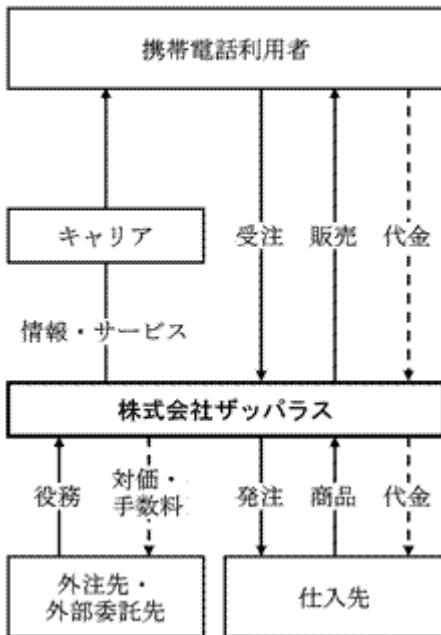 携帯電話利用者
キャリア
受注
販売
代金
情報・サービス
株式会社ザッパラス
役務
対価・
手数料
発注
商品
代金
外注先・
外部委託先
仕入先